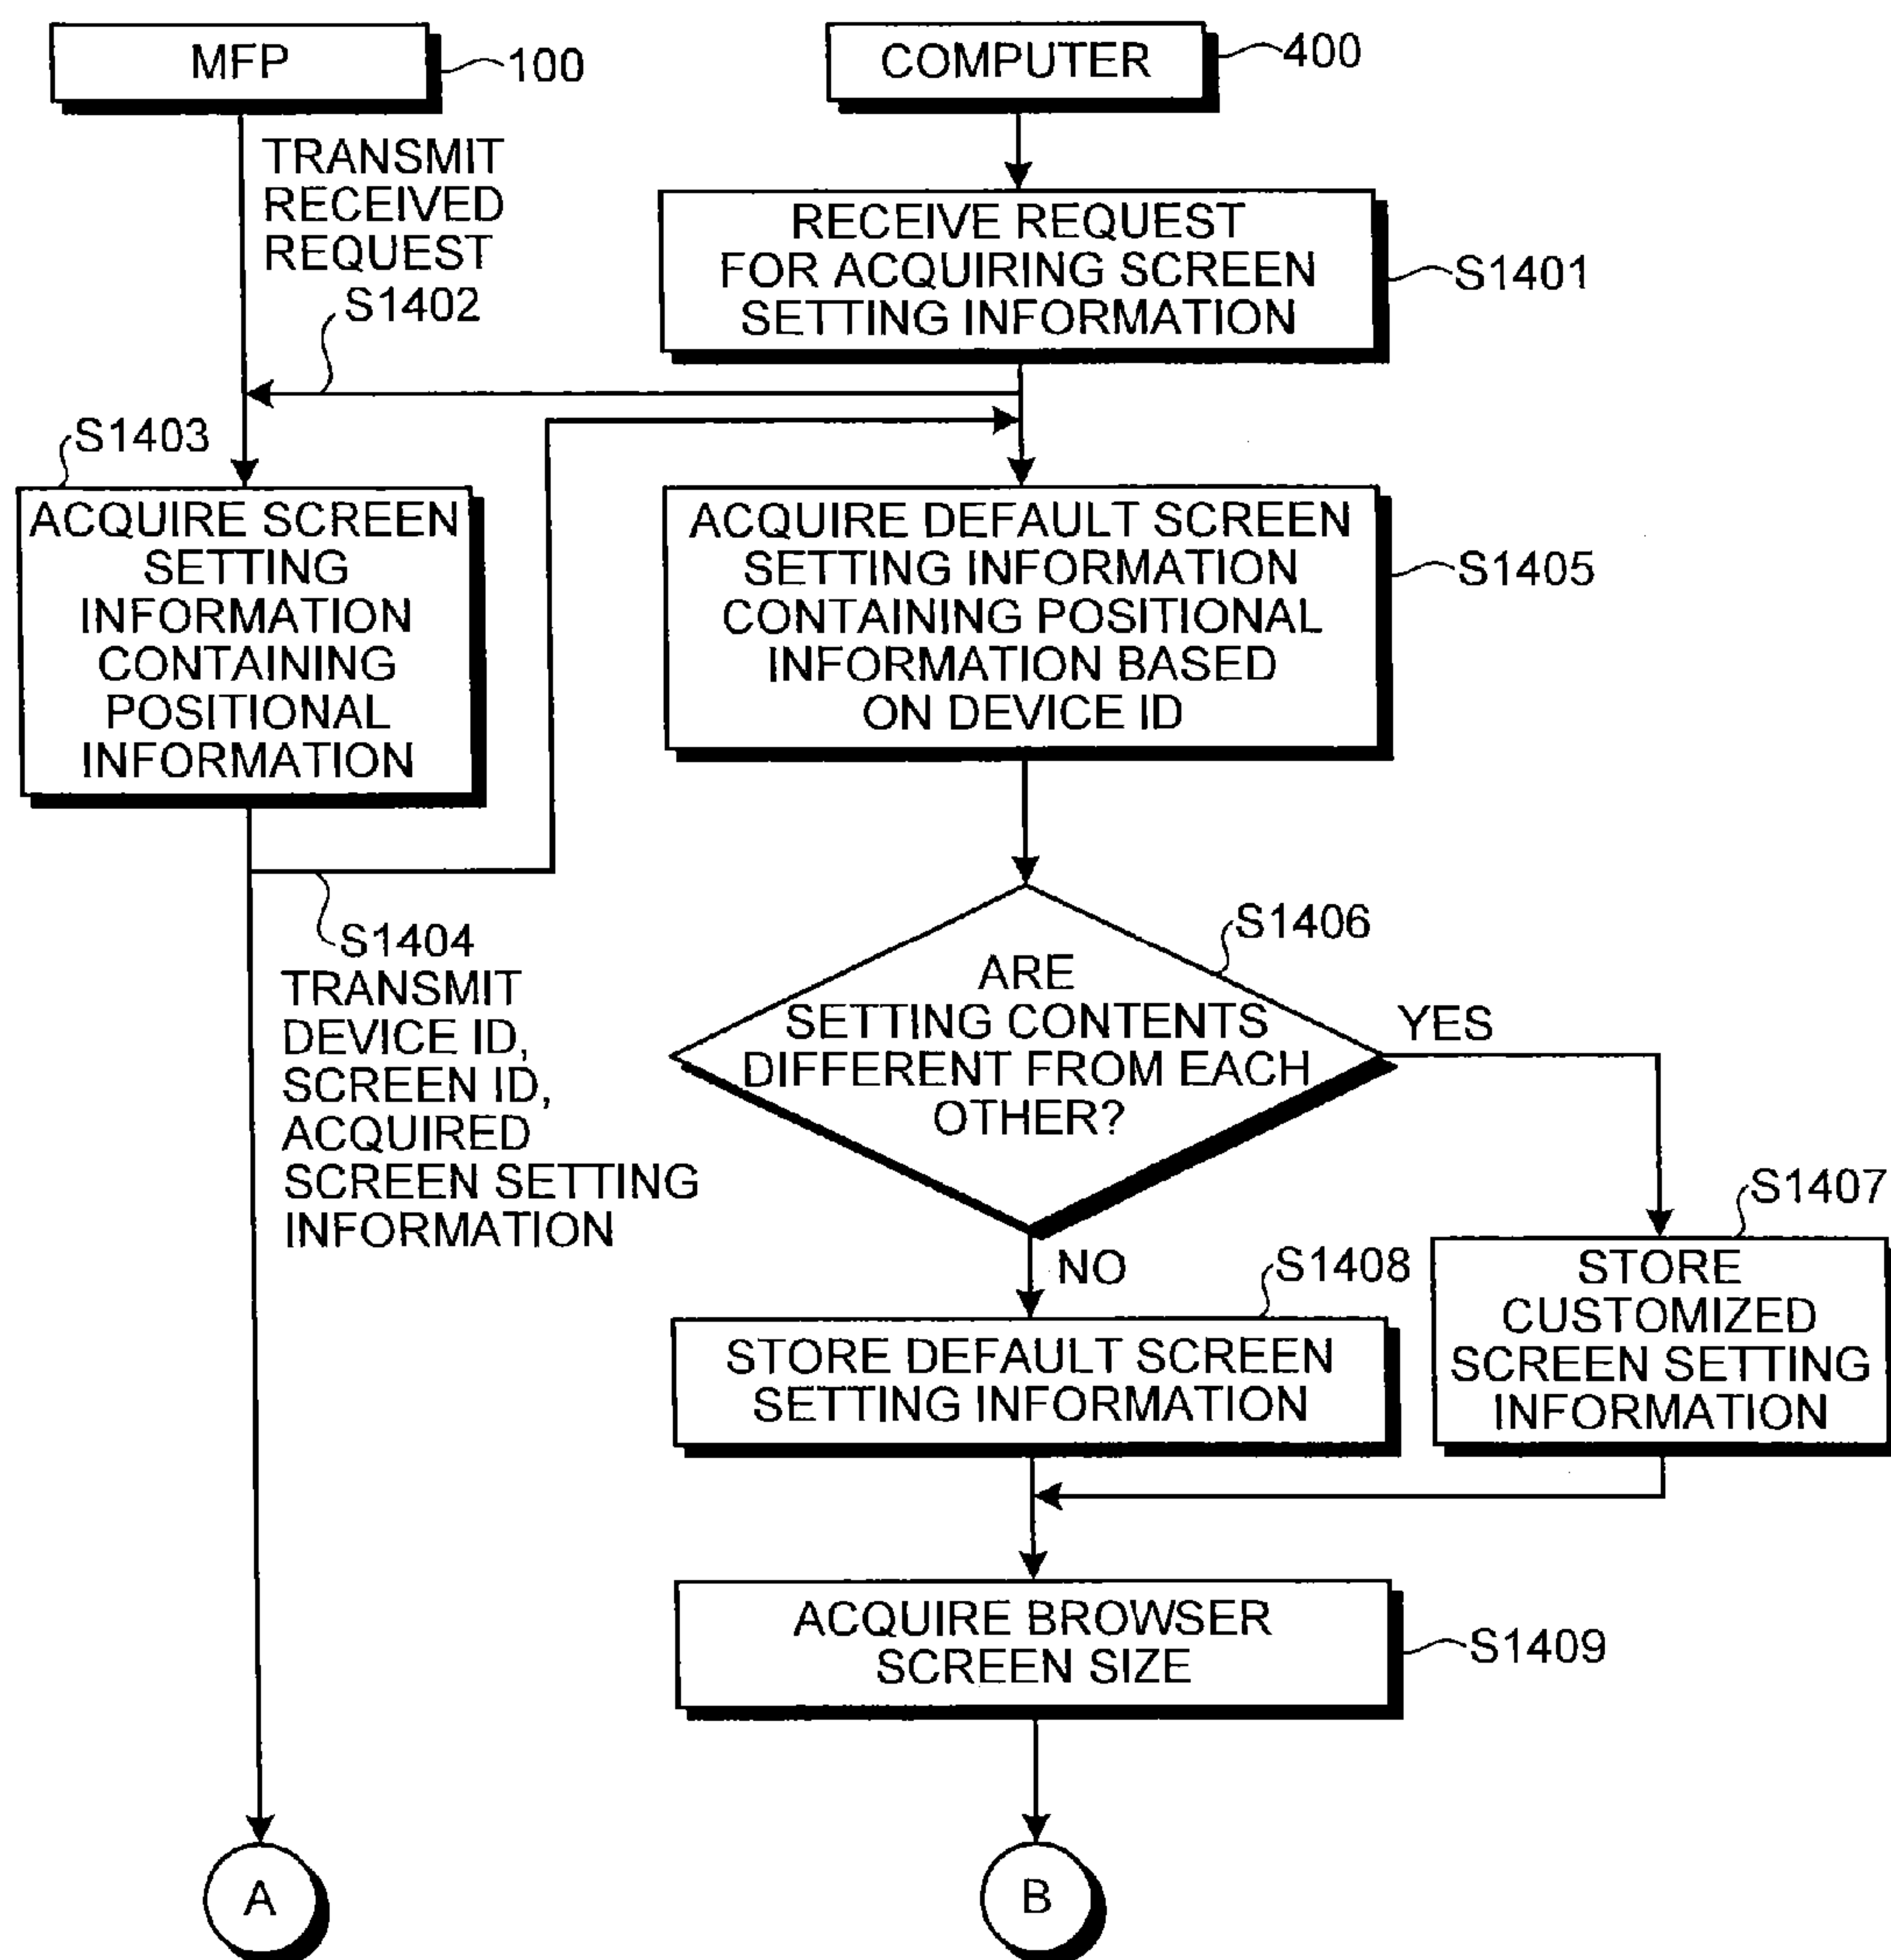 MFP
100
COMPUTER
400
TRANSMIT
RECEIVED
REQUEST
S1402
RECEIVE REQUEST
FOR ACQUIRING SCREEN
SETTING INFORMATION
S1401
S1403
ACQUIRE SCREEN
SETTING
INFORMATION
CONTAINING
POSITIONAL
INFORMATION
ACQUIRE DEFAULT SCREEN
SETTING INFORMATION
CONTAINING POSITIONAL
INFORMATION BASED
ON DEVICE ID
S1405
S1404
TRANSMIT
DEVICE ID,
SCREEN ID,
ACQUIRED
SCREEN SETTING
INFORMATION
S1406
ARE
SETTING CONTENTS
DIFFERENT FROM EACH
OTHER?
YES
NO
S1407
STORE
CUSTOMIZED
SCREEN SETTING
INFORMATION
S1408
STORE DEFAULT SCREEN
SETTING INFORMATION
ACQUIRE BROWSER
SCREEN SIZE
S1409
A
B